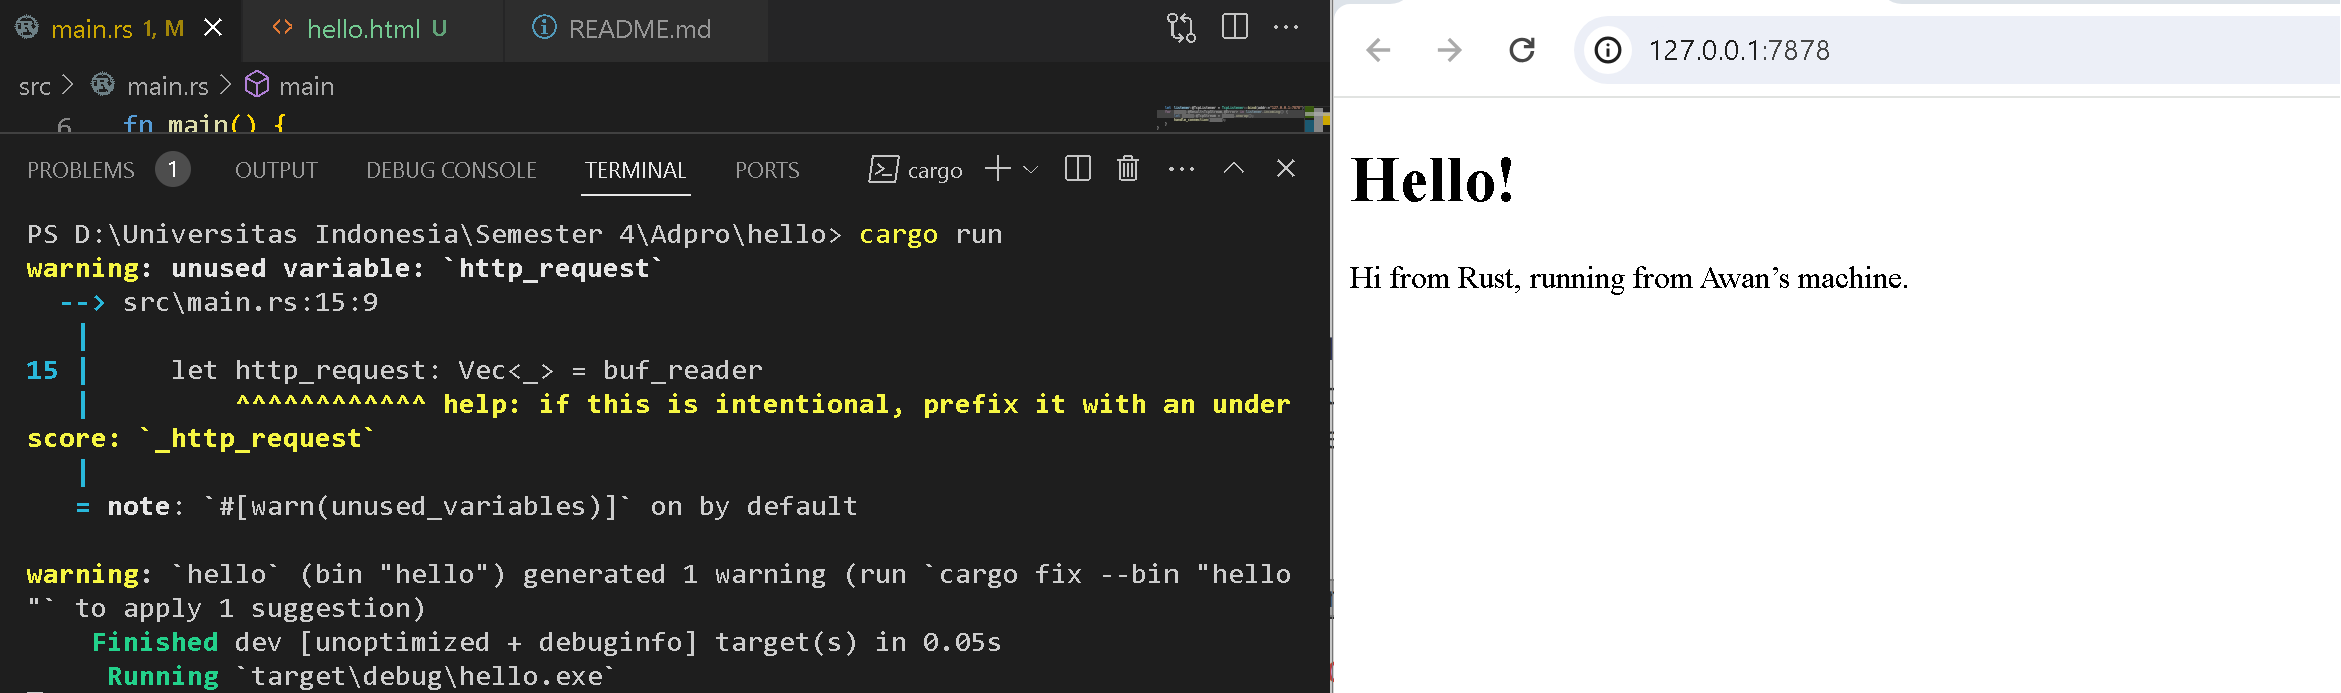 main.rs 1, M
hello.html U
README.md
src > main.rs > main
6 fn main() {
PROBLEMS 1 OUTPUT DEBUG CONSOLE TERMINAL PORTS cargo
PS D:\Universitas Indonesia\Semester 4\Adpro\hello> cargo run
warning: unused variable: `http_request`
--> src\main.rs:15:9
|
15 | let http_request: Vec<_> = buf_reader
| ^^^^^^^^^^^^ help: if this is intentional, prefix it with an under
score: `_http_request`
|
= note: `#[warn(unused_variables)]` on by default
warning: `hello` (bin "hello") generated 1 warning (run `cargo fix --bin "hello
"` to apply 1 suggestion)
Finished dev [unoptimized + debuginfo] target(s) in 0.05s
Running `target\debug\hello.exe`
127.0.0.1:7878
Hello!
Hi from Rust, running from Awan’s machine.